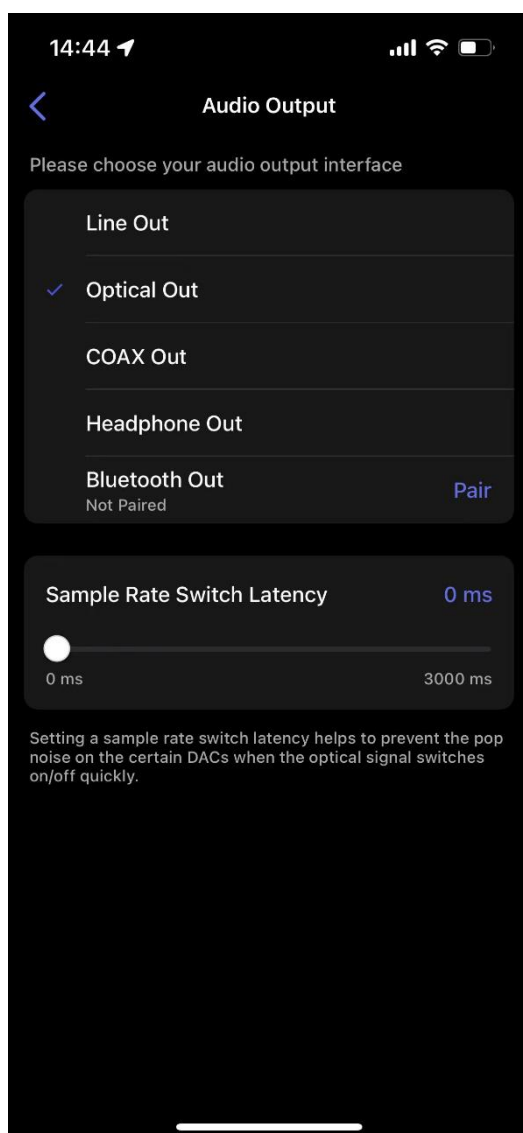 14:44
Audio Output
Please choose your audio output interface
Line Out
Optical Out
COAX Out
Headphone Out
Bluetooth Out
Not Paired
Pair
Sample Rate Switch Latency
0 ms
0 ms
3000 ms
Setting a sample rate switch latency helps to prevent the pop
noise on the certain DACs when the optical signal switches
on/off quickly.